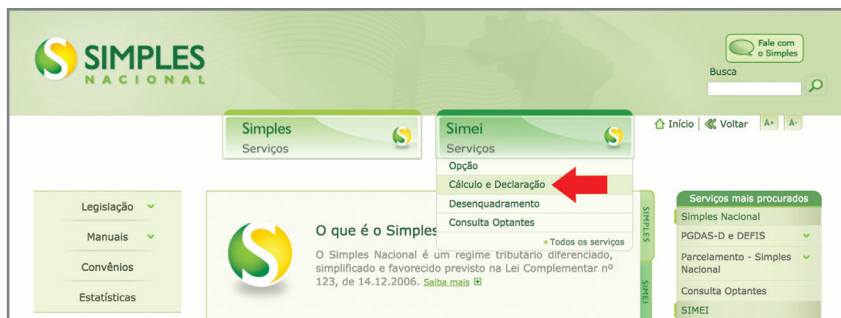 SIMPLES
NACIONAL
Fale com
o Simples
Busca
Simples
Serviços
Simei
Serviços
Início | Voltar A+ A-
Opção
Cálculo e Declaração
Desenquadramento
Consulta Optantes
Todos os serviços
Legislação
Manuais
Convênios
Estatísticas
O que é o Simples
O Simples Nacional é um regime tributário diferenciado,
simplificado e favorecido previsto na Lei Complementar nº
123, de 14.12.2006. Saiba mais
SIMPLES
SIMEI
Serviços mais procurados
Simples Nacional
PGDAS-D e DEFIS
Parcelamento - Simples
Nacional
Consulta Optantes
SIMEI